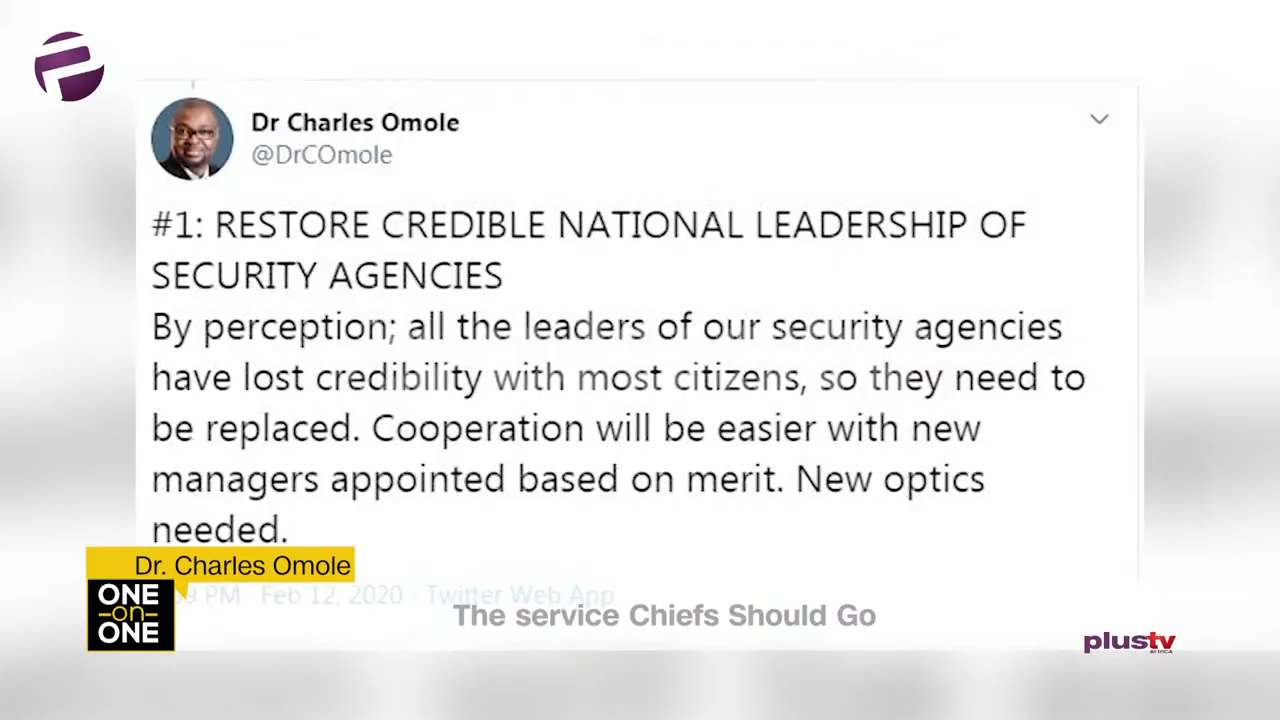 Dr Charles Omole
@DrCOmole
#1: RESTORE CREDIBLE NATIONAL LEADERSHIP OF
SECURITY AGENCIES
By perception; all the leaders of our security agencies
have lost credibility with most citizens, so they need to
be replaced. Cooperation will be easier with new
managers appointed based on merit. New optics
needed.
Dr. Charles Omole
ONE
-on-
ONE
PM Feb 12, 2020 · Twitter Web App
The service Chiefs Should Go
plustv
AFRICA